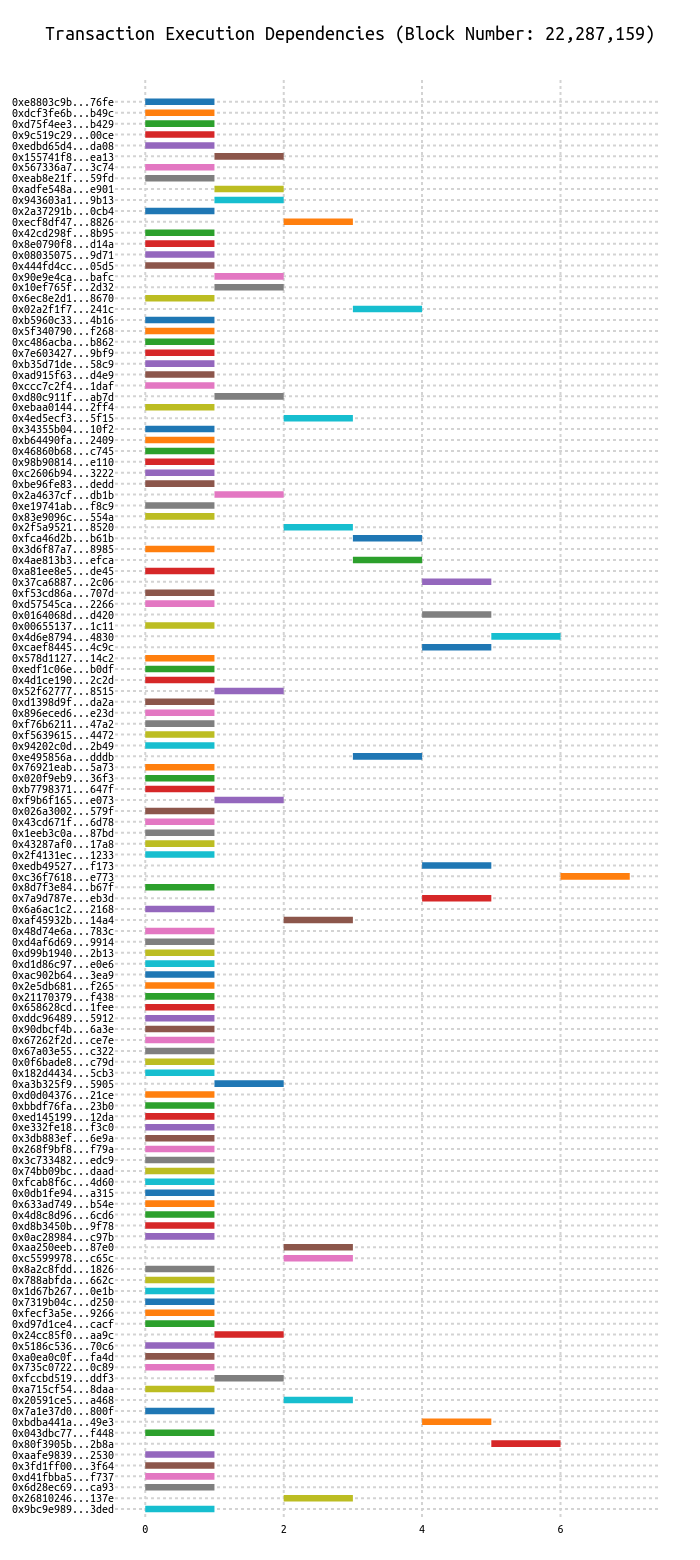 Transaction Execution Dependencies (Block Number: 22,287,159)
0xe8803c9b...76fe
0xdcf3fe6b...b49c
0xd75f4ee3...b429
0x9c519c29...00ce
0xedbd65d4...da08
0x155741f8...ea13
0x567336a7...3c74
0xeab8e21f...59fd
0xadfe548a...e901
0x943603a1...9b13
0x2a37291b...0cb4
0xecf8df47...8826
0x42cd298f...8b95
0x8e0790f8...d14a
0x08035075...9d71
0x444fd4cc...05d5
0x90e9e4ca...bafc
0x10ef765f...2d32
0x6ec8e2d1...8670
0x02a2f1f7...241c
0xb5960c33...4b16
0x5f340790...f268
0xc486acba...b862
0x7e603427...9bf9
0xb35d71de...58c9
0xad915f63...d4e9
0xccc7c2f4...1daf
0xd80c911f...ab7d
0xebaa0144...2ff4
0x4ed5ecf3...5f15
0x34355b04...10f2
0xb64490fa...2409
0x46860b68...c745
0x98b90814...e110
0xc2606b94...3222
0xbe96fe83...dedd
0x2a4637cf...db1b
0xe19741ab...f8c9
0x83e9096c...554a
0x2f5a9521...8520
0xfca46d2b...b61b
0x3d6f87a7...8985
0x4ae813b3...efca
0xa81ee8e5...de45
0x37ca6887...2c06
0xf53cd86a...707d
0xd57545ca...2266
0x0164068d...d420
0x00655137...1c11
0x4d6e8794...4830
0xcaef8445...4c9c
0x578d1127...14c2
0xedf1c06e...b0df
0x4d1ce190...2c2d
0x52f62777...8515
0xd1398d9f...da2a
0x896eced6...e23d
0xf76b6211...47a2
0xf5639615...4472
0x94202c0d...2b49
0xe495856a...dddb
0x76921eab...5a73
0x020f9eb9...36f3
0xb7798371...647f
0xf9b6f165...e073
0x026a3002...579f
0x43cd671f...6d78
0x1eeb3c0a...87bd
0x43287af0...17a8
0x2f4131ec...1233
0xedb49527...f173
0xc36f7618...e773
0x8d7f3e84...b67f
0x7a9d787e...eb3d
0x6a6ac1c2...2168
0xaf45932b...14a4
0x48d74e6a...783c
0xd4af6d69...9914
0xd99b1940...2b13
0xd1d86c97...e0e6
0xac902b64...3ea9
0x2e5db681...f265
0x21170379...f438
0x658628cd...1fee
0xddc96489...5912
0x90dbcf4b...6a3e
0x67262f2d...ce7e
0x67a03e55...c322
0x0f6bade8...c79d
0x182d4434...5cb3
0xa3b325f9...5905
0xd0d04376...21ce
0xbbdf76fa...23b0
0xed145199...12da
0xe332fe18...f3c0
0x3db883ef...6e9a
0x268f9bf8...f79a
0x3c733482...edc9
0x74bb09bc...daad
0xfcab8f6c...4d60
0x0db1fe94...a315
0x633ad749...b54e
0x4d8c8d96...6cd6
0xd8b3450b...9f78
0x0ac28984...c97b
0xaa250eeb...87e0
0xc5599978...c65c
0x8a2c8fdd...1826
0x788abfda...662c
0x1d67b267...0e1b
0x7319b04c...d250
0xfecf3a5e...9266
0xd97d1ce4...cacf
0x24cc85f0...aa9c
0x5186c536...70c6
0xa0ea0c0f...fa4d
0x735c0722...0c89
0xfccbd519...ddf3
0xa715cf54...8daa
0x20591ce5...a468
0x7a1e37d0...800f
0xbdba441a...49e3
0x043dbc77...f448
0x80f3905b...2b8a
0xaafe9839...2530
0x3fd1ff00...3f64
0xd41fbba5...f737
0x6d28ec69...ca93
0x26810246...137e
0x9bc9e989...3ded
0 2 4 6